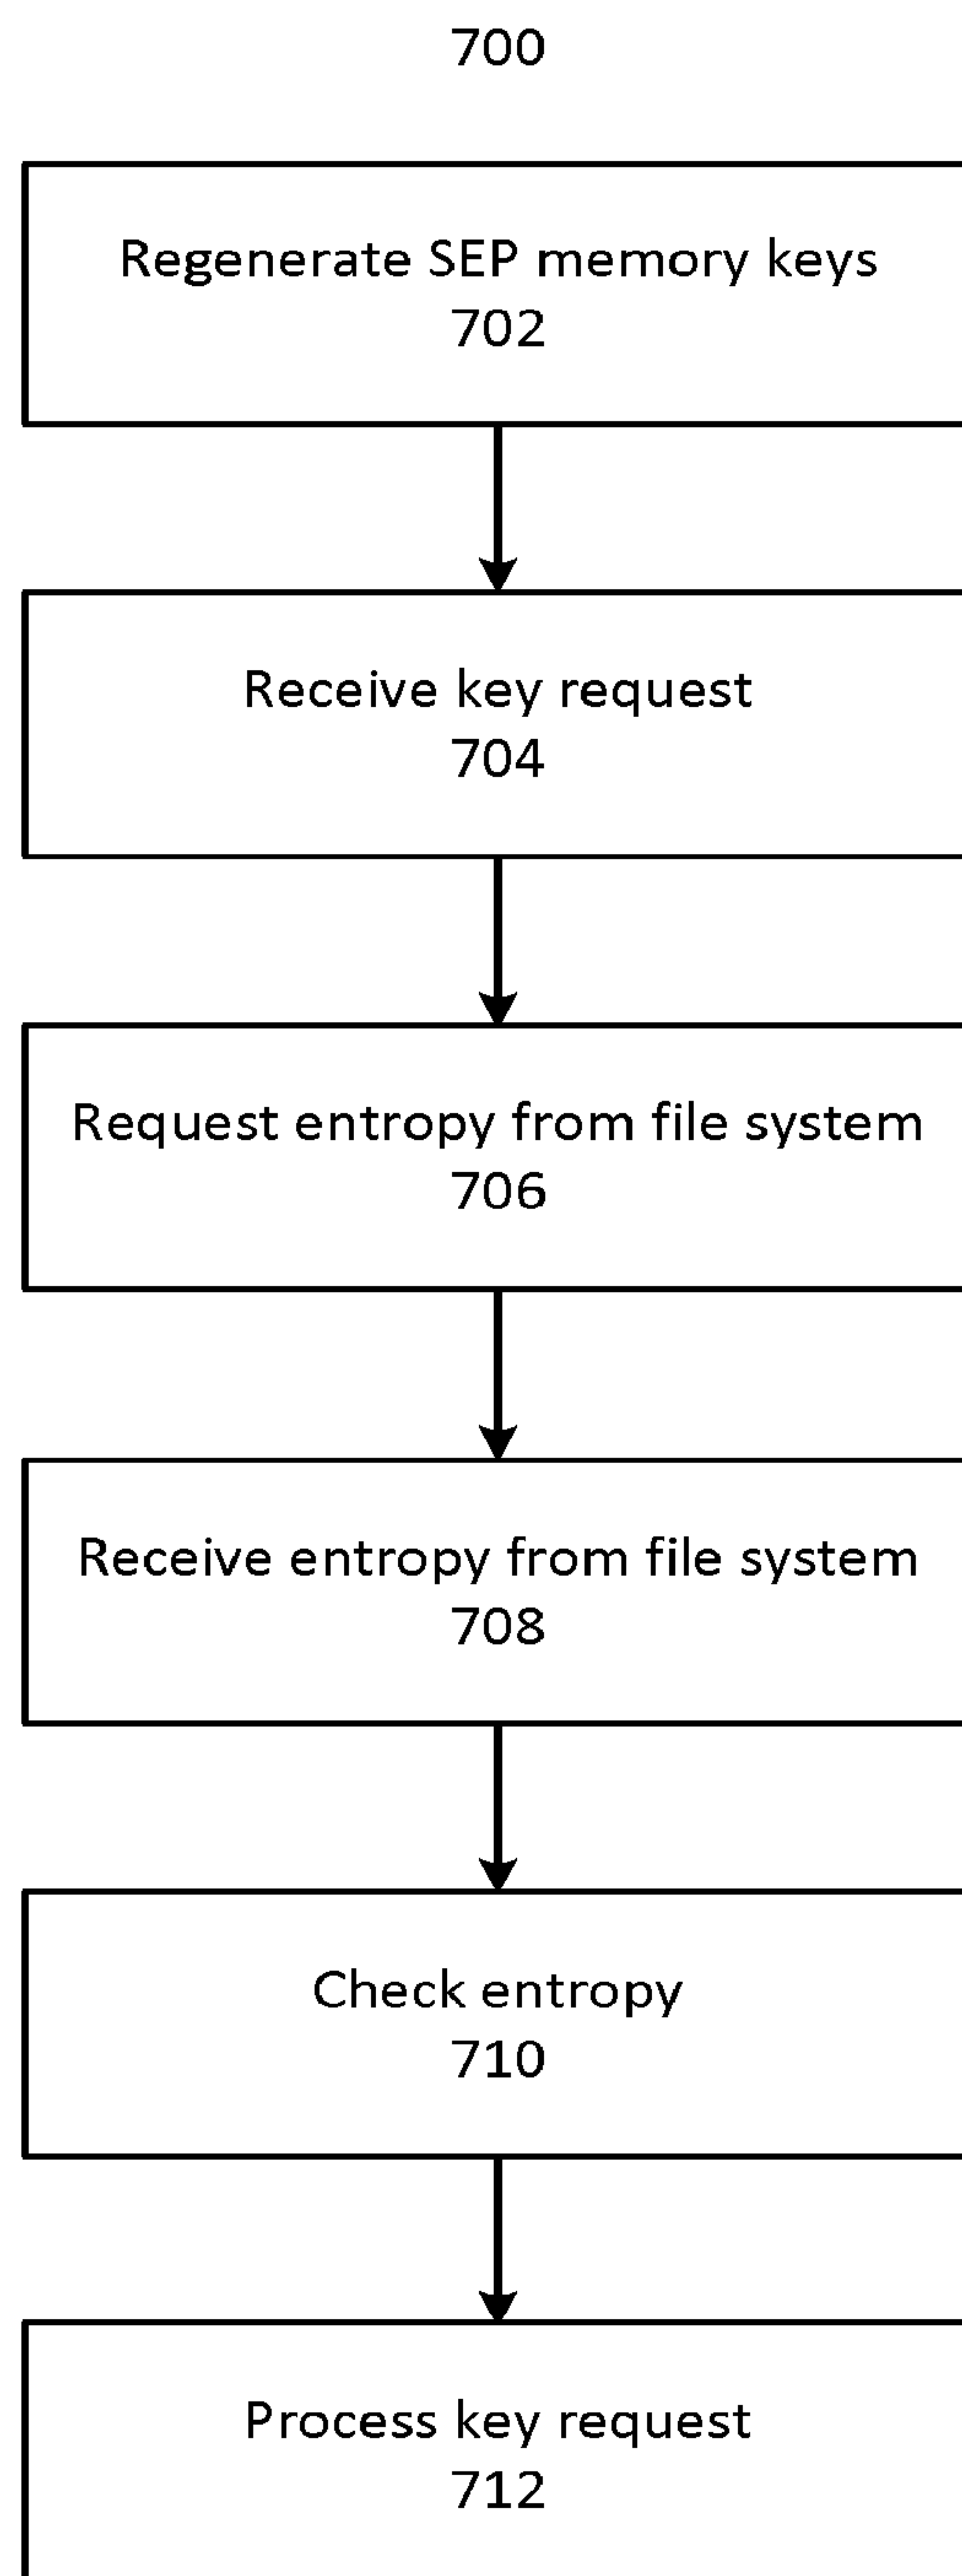 700
Regenerate SEP memory keys
702
Receive key request
704
Request entropy from file system
706
Receive entropy from file system
708
Check entropy
710
Process key request
712